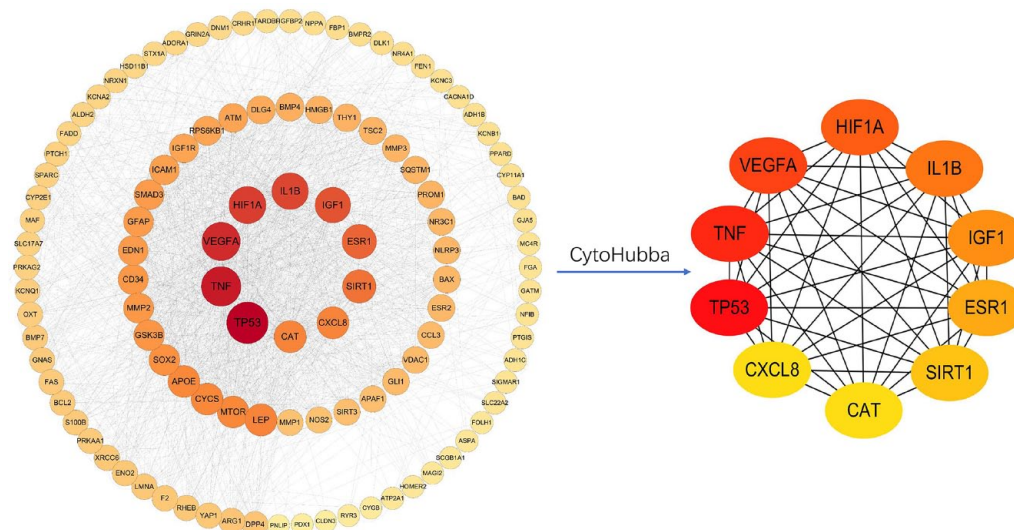 TARDBP
IGFBP2
NPPA
FBP1
BMPR2
DLK1
NR4A1
FEN1
KCNC3
CACNA1D
ADH1B
KCNB1
PPARD
CYP11A1
BAD
GJA5
MC4R
FGA
GATM
NFIB
PTGIS
ADH1C
SIGMAR1
SLC22A2
FOLH1
ASPA
SCGB1A1
MAGI2
HOMER2
ATP2A1
CYGB
RYR3
CLDN3
PDX1
PNLIP
DPP4
ARG1
YAP1
RHEB
F2
LMNA
ENO2
XRCC6
PRKAA1
S100B
BCL2
FAS
GNAS
BMP7
OXT
KCNQ1
PRKAG2
SLC17A7
MAF
CYP2E1
SPARC
PTCH1
FADD
ALDH2
KCNA2
NRXN1
HSD11B1
STX1A
ADORA1
GRIN2A
DNM1
CRHR1
BMP4
HMGB1
THY1
TSC2
MMP3
SQSTM1
PROM1
NR3C1
NLRP3
BAX
ESR2
CCL3
VDAC1
GLI1
APAF1
SIRT3
NOS2
MMP1
LEP
MTOR
CYCS
APOE
SOX2
GSK3B
MMP2
CD34
EDN1
GFAP
SMAD3
ICAM1
IGF1R
RPS6KB1
ATM
DLG4
IL1B
IGF1
ESR1
SIRT1
CXCL8
CAT
TP53
TNF
VEGFA
HIF1A
CytoHubba
HIF1A
IL1B
IGF1
ESR1
SIRT1
CAT
CXCL8
TP53
TNF
VEGFA